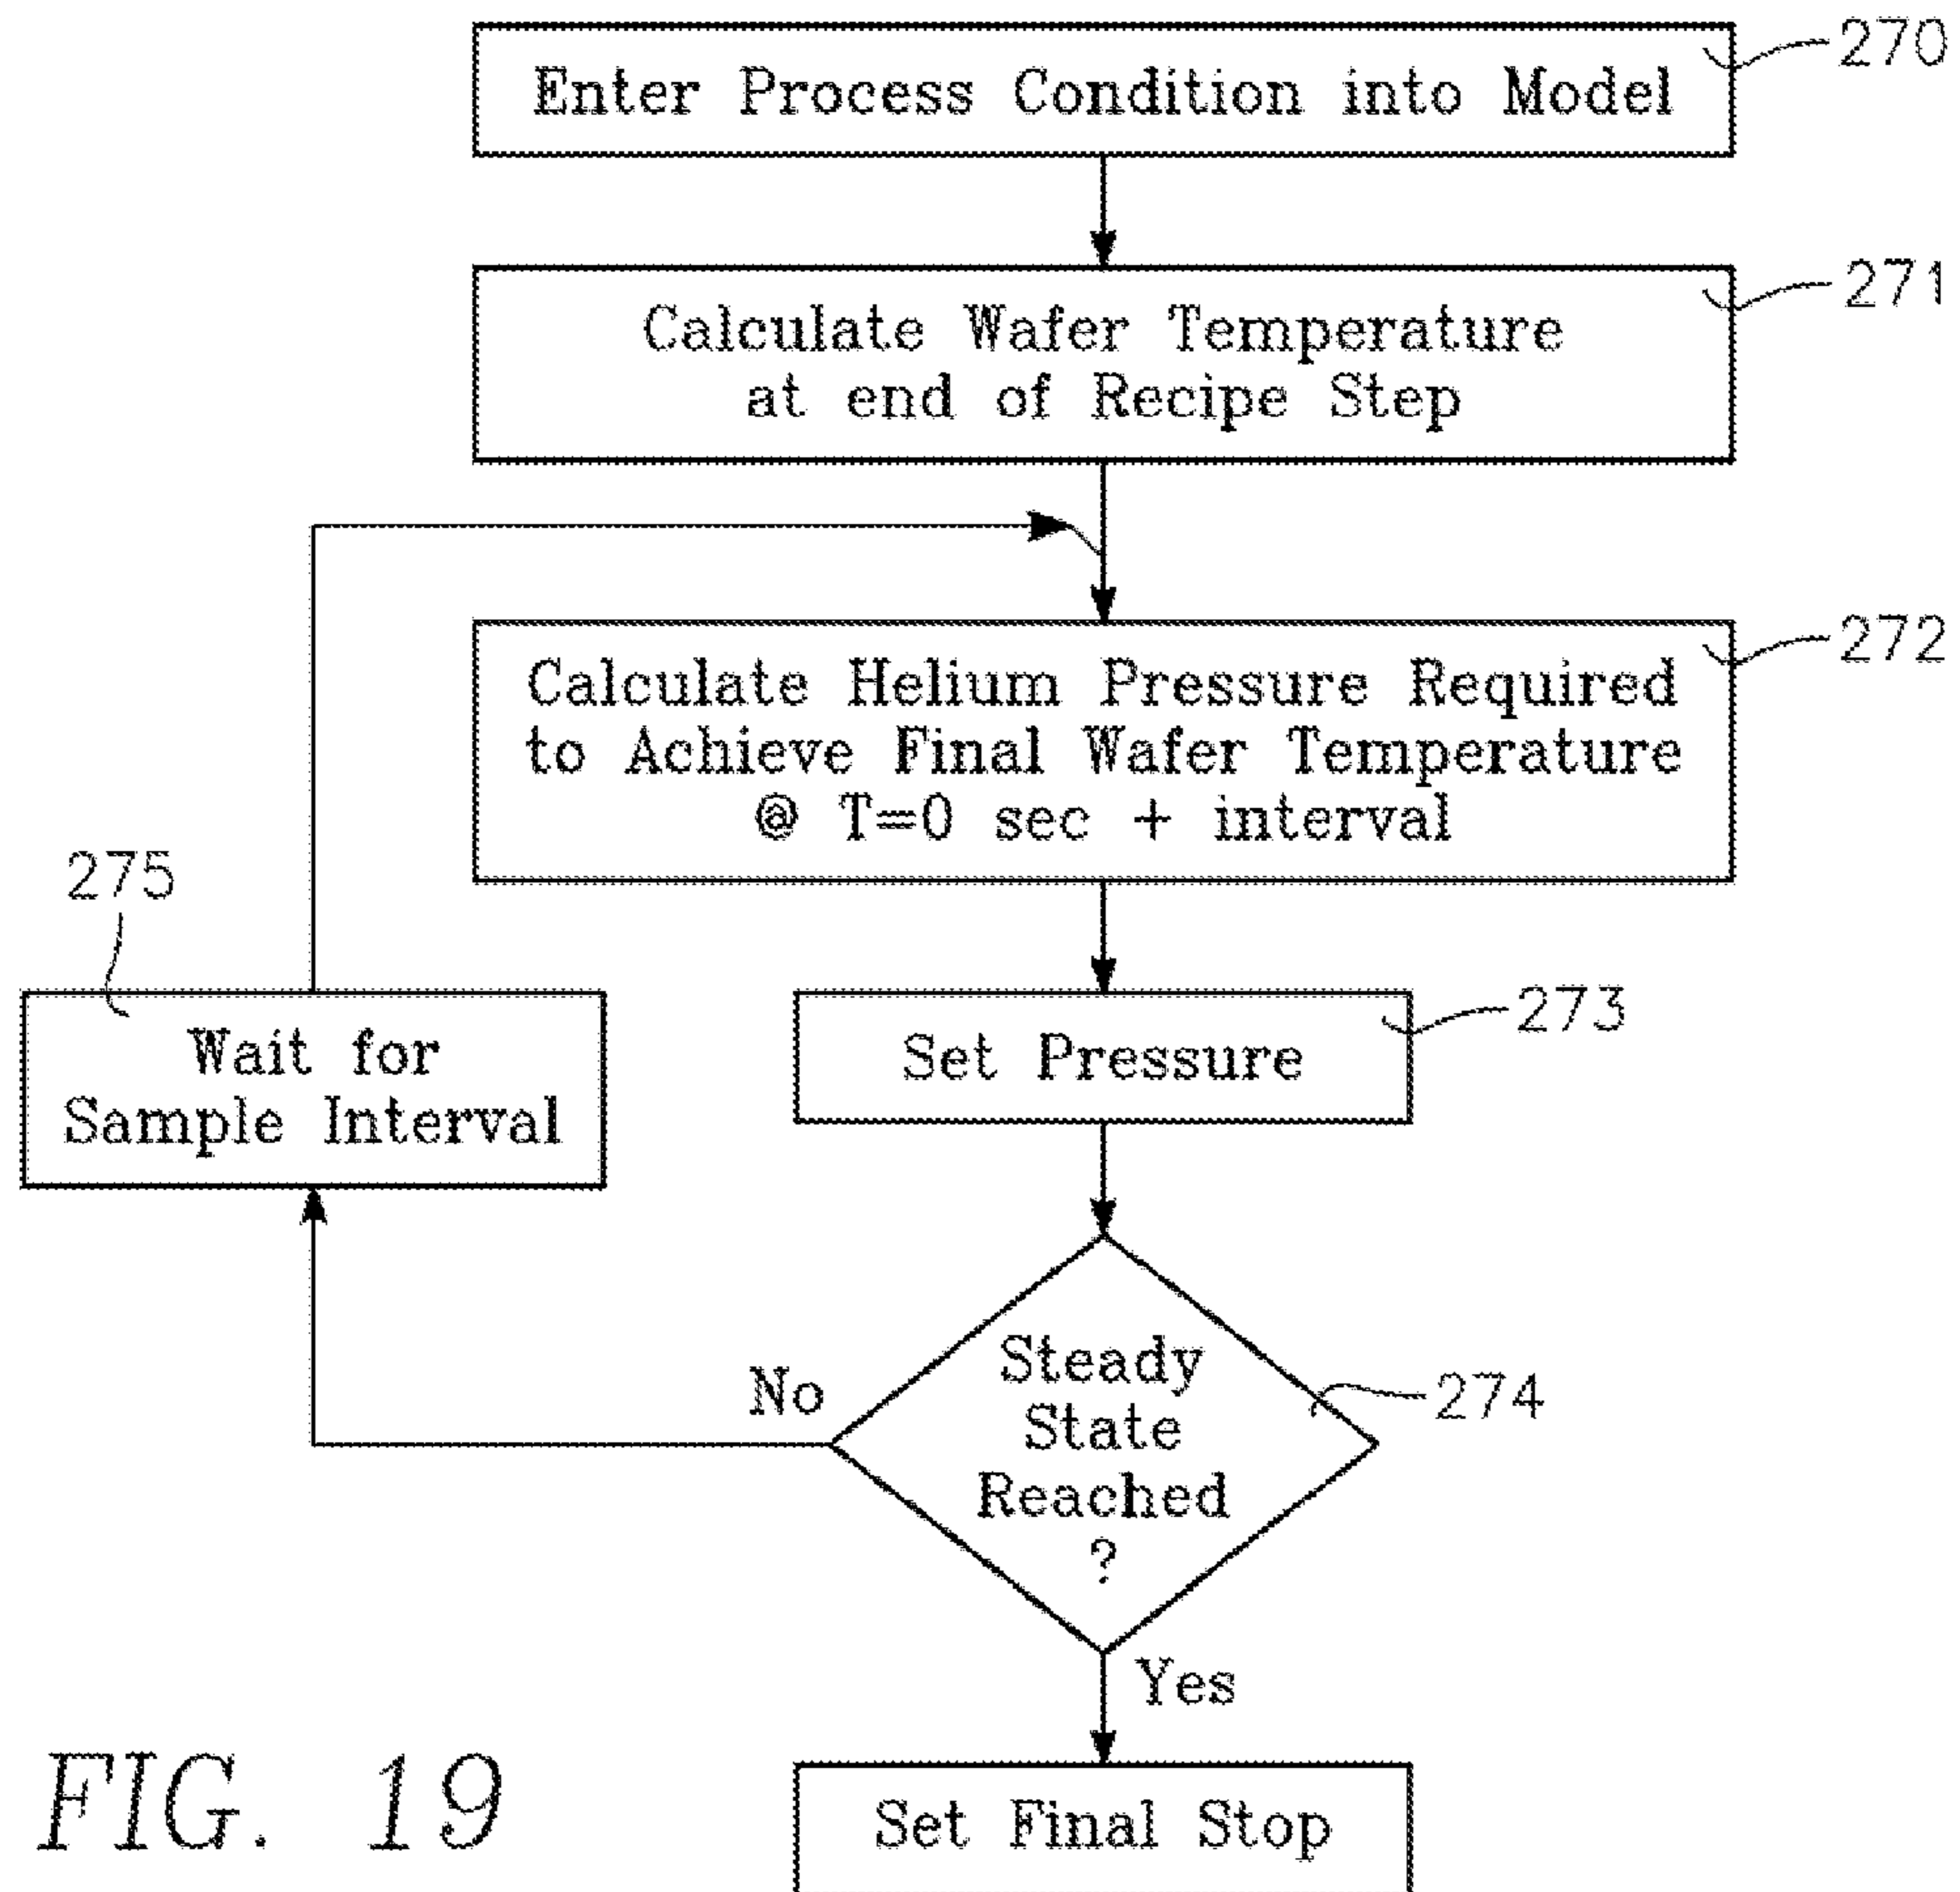 270
Enter Process Condition into Model
271
Calculate Wafer Temperature
at end of Recipe Step
272
Calculate Helium Pressure Required
to Achieve Final Wafer Temperature
@ T=0 sec + interval
275
Wait for
Sample Interval
273
Set Pressure
274
Steady
State
Reached
?
No
Yes
Set Final Stop
FIG. 19